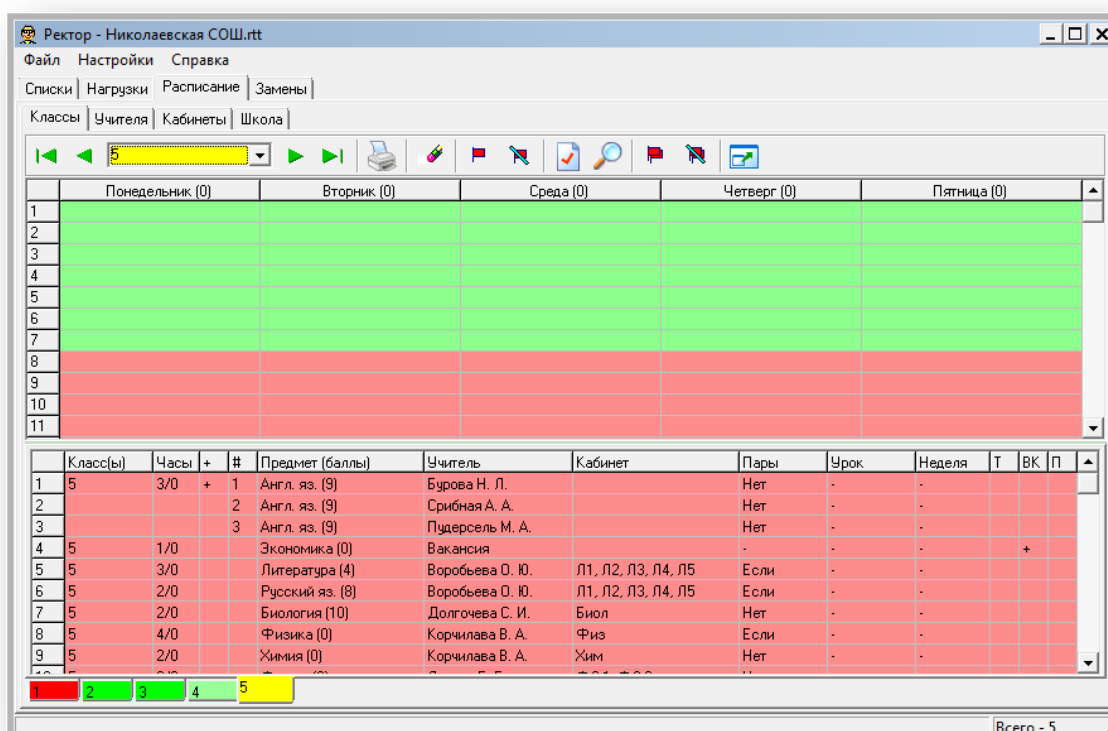 Ректор - Николаевская СОШ.rtt
Файл Настройки Справка
Списки Нагрузки Расписание Замены
Классы Учителя Кабинеты Школа
5
Понедельник (0) Вторник (0) Среда (0) Четверг (0) Пятница (0)
1
2
3
4
5
6
7
8
9
10
11
Класс(ы) Часы + # Предмет (баллы) Учитель Кабинет Пары Урок Неделя Т ВК П
1 5 3/0 + 1 Англ. яз. (9) Бурова Н. Л. Нет - -
2 2 Англ. яз. (9) Срибная А. А. Нет - -
3 3 Англ. яз. (9) Пудерсель М. А. Нет - -
4 5 1/0 Экономика (0) Вакансия - - - +
5 5 3/0 Литература (4) Воробьева О. Ю. Л1, Л2, Л3, Л4, Л5 Если - -
6 5 2/0 Русский яз. (8) Воробьева О. Ю. Л1, Л2, Л3, Л4, Л5 Если - -
7 5 2/0 Биология (10) Долгочева С. И. Биол Нет - -
8 5 4/0 Физика (0) Корчилава В. А. Физ Если - -
9 5 2/0 Химия (0) Корчилава В. А. Хим Нет - -
1 2 3 4 5
Всего - 5